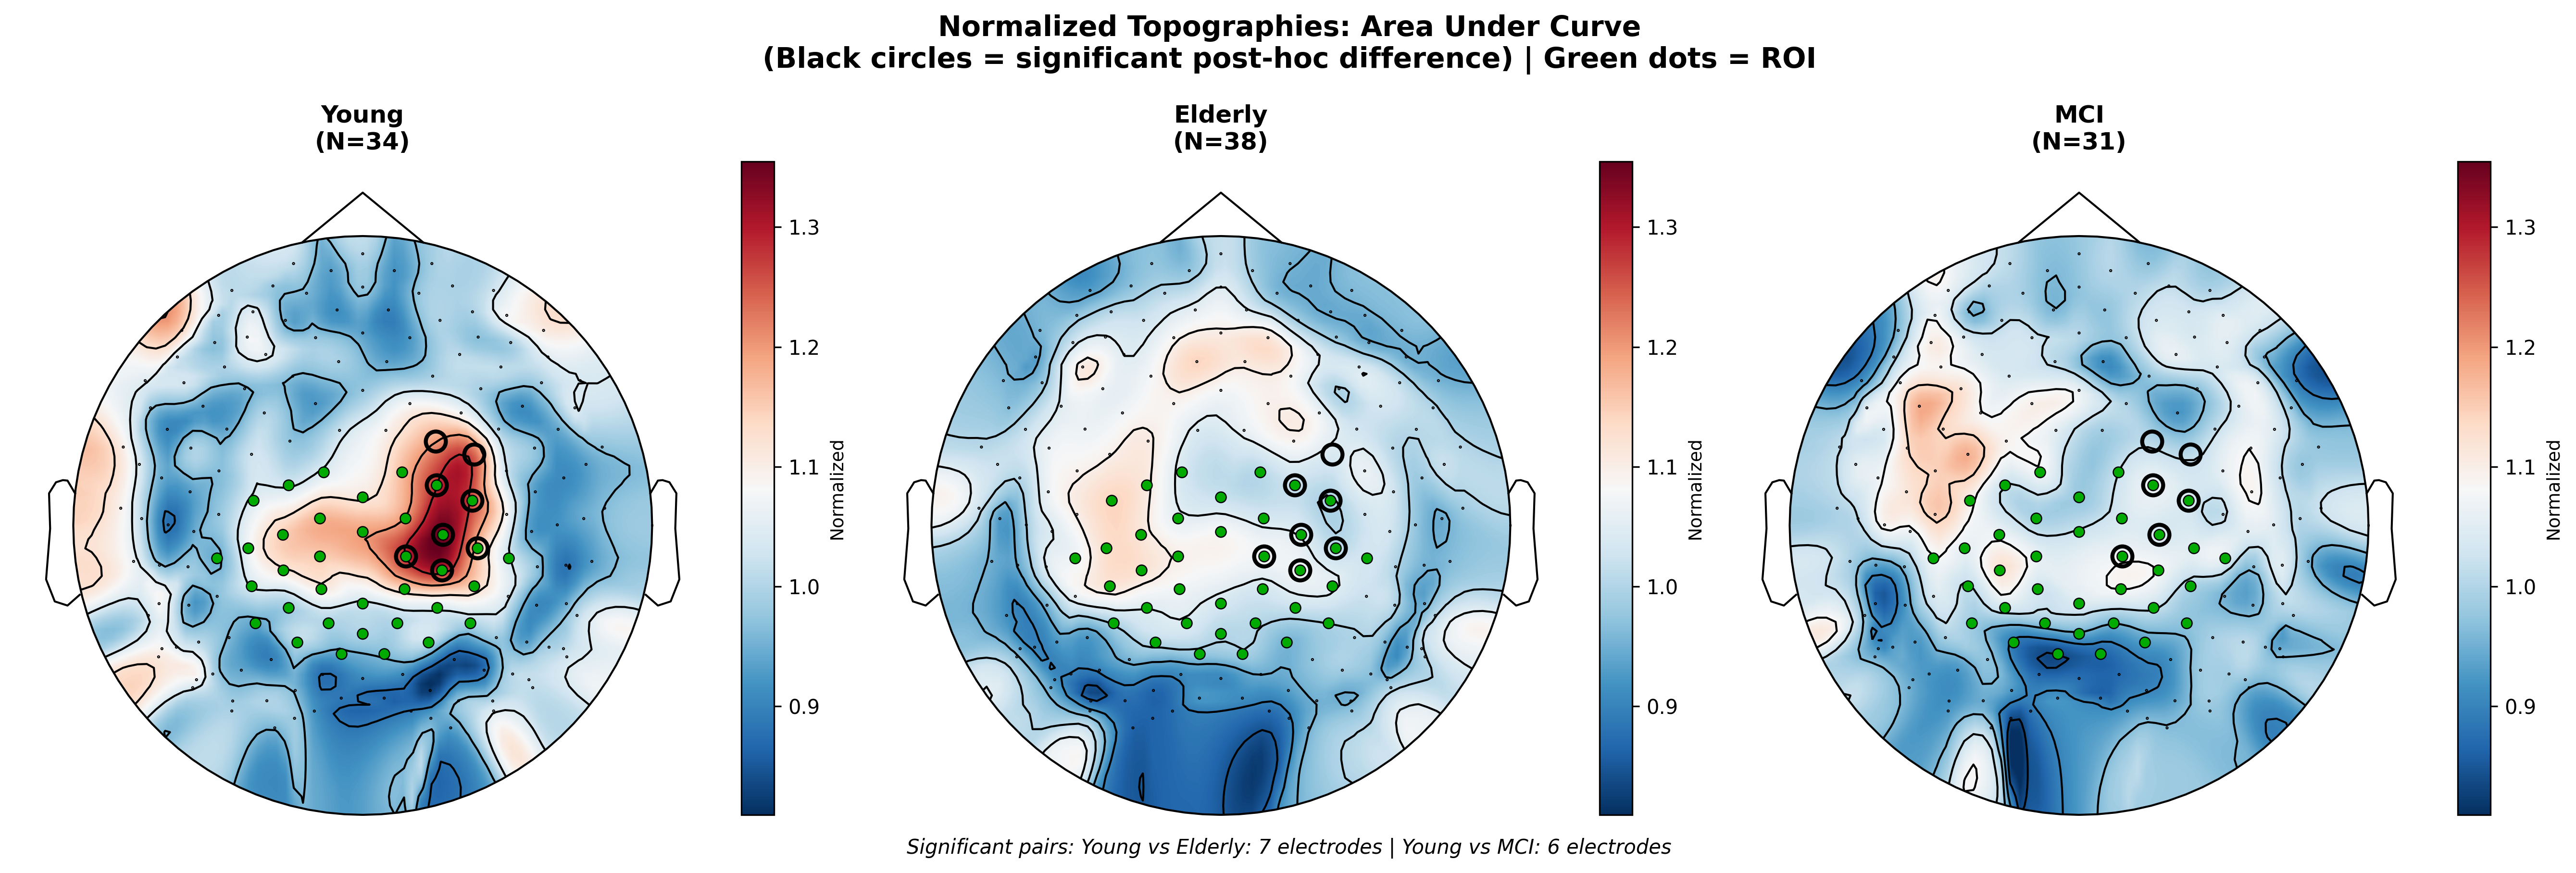 Normalized Topographies: Area Under Curve
(Black circles = significant post-hoc difference) | Green dots = ROI
Young
(N=34)
Elderly
(N=38)
MCI
(N=31)
1.3
1.2
1.1
1.0
0.9
Normalized
1.3
1.2
1.1
1.0
0.9
Normalized
1.3
1.2
1.1
1.0
0.9
Normalized
Significant pairs: Young vs Elderly: 7 electrodes | Young vs MCI: 6 electrodes